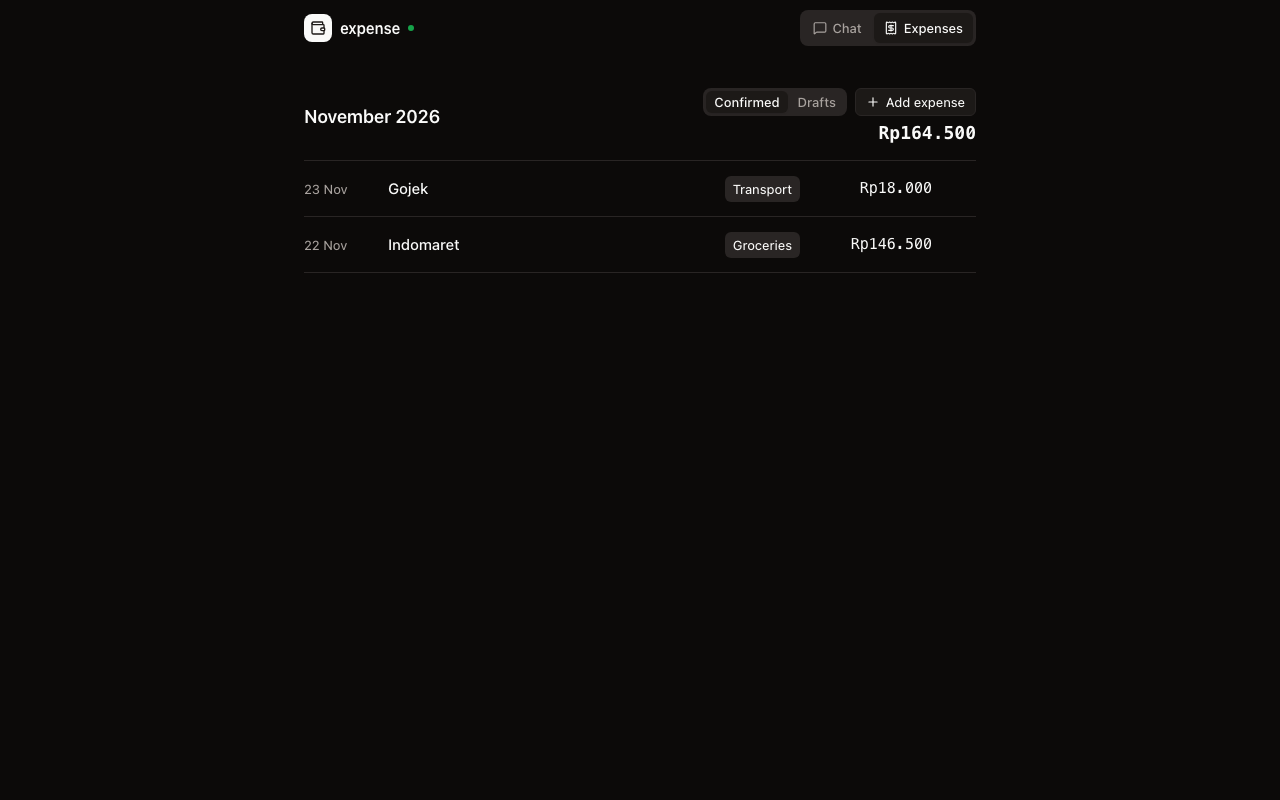 expense
Chat
Expenses
November 2026
Confirmed
Drafts
Add expense
Rp164.500
23 Nov
Gojek
Transport
Rp18.000
22 Nov
Indomaret
Groceries
Rp146.500